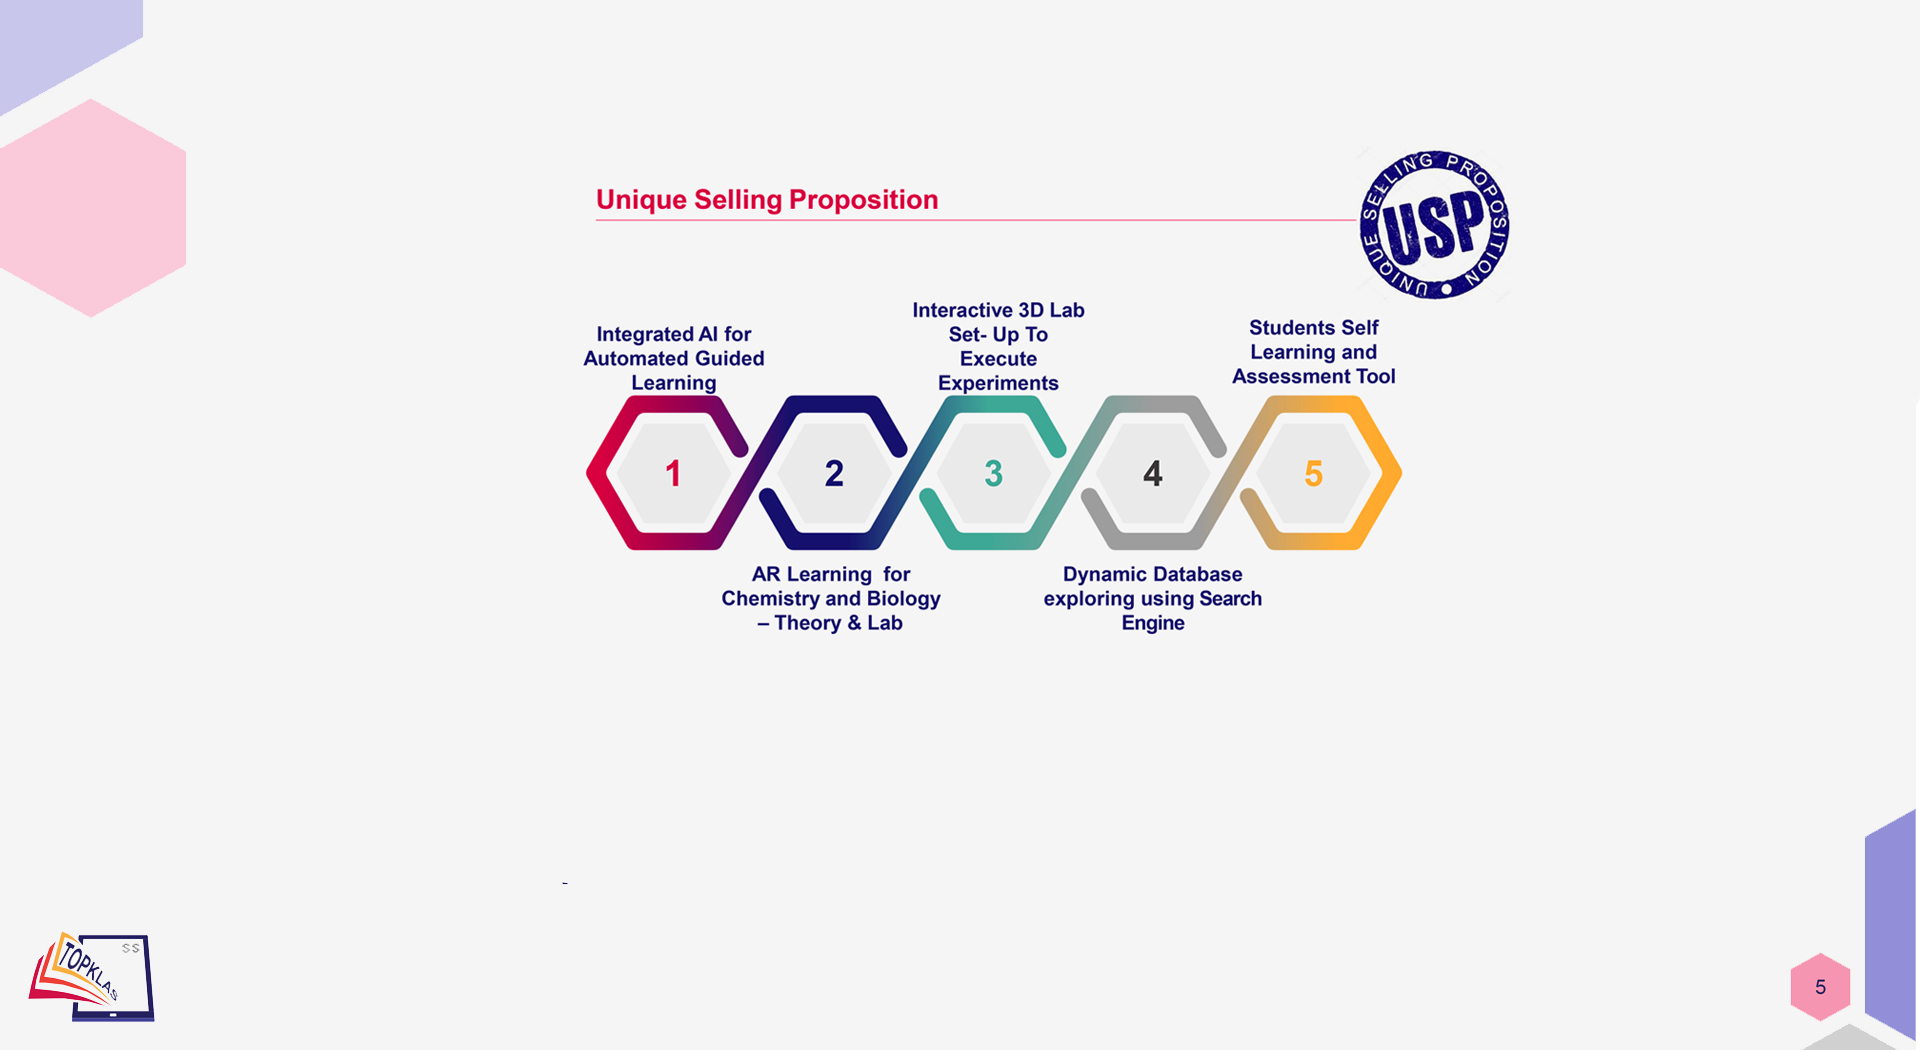 Unique Selling Proposition
UNIQUE SELLING PROPOSITION
USP
Integrated AI for
Automated Guided
Learning
Interactive 3D Lab
Set- Up To
Execute
Experiments
Students Self
Learning and
Assessment Tool
1
2
3
4
5
AR Learning for
Chemistry and Biology
– Theory & Lab
Dynamic Database
exploring using Search
Engine
-
TOPKLAS
SS
5